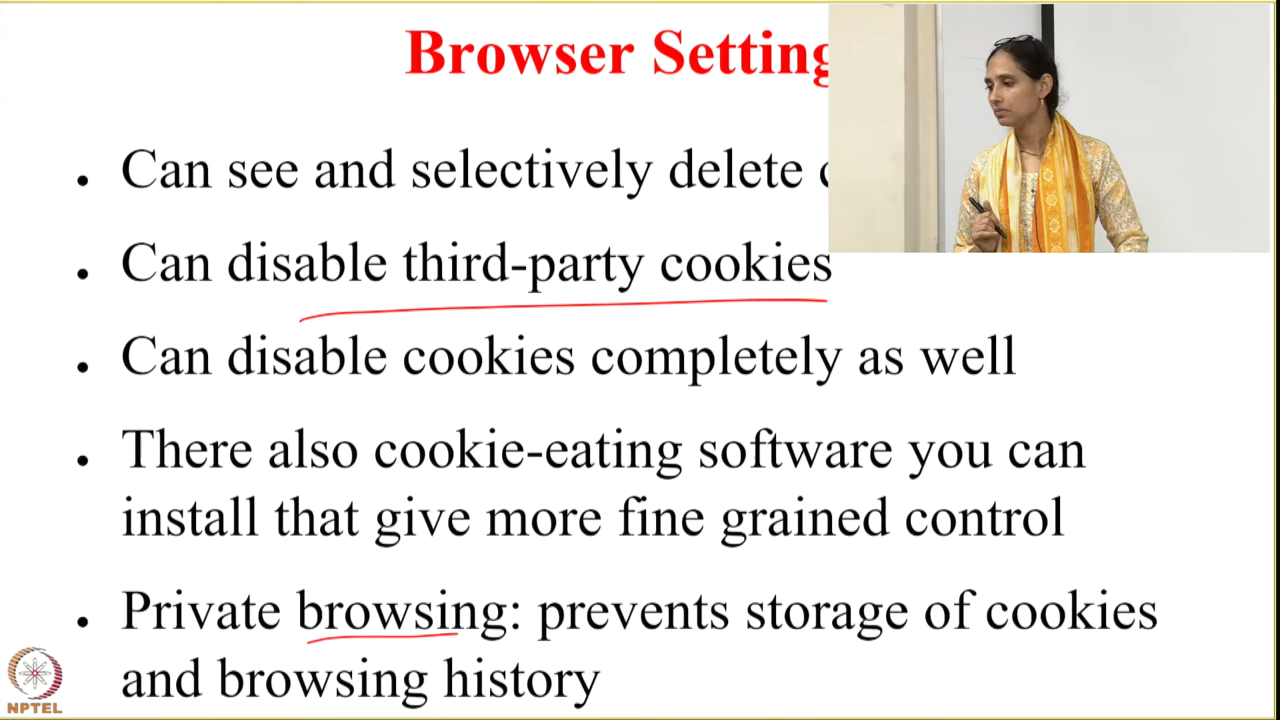 Browser Setting
• Can see and selectively delete
• Can disable third-party cookies
• Can disable cookies completely as well
• There also cookie-eating software you can
install that give more fine grained control
• Private browsing: prevents storage of cookies
and browsing history
NPTEL